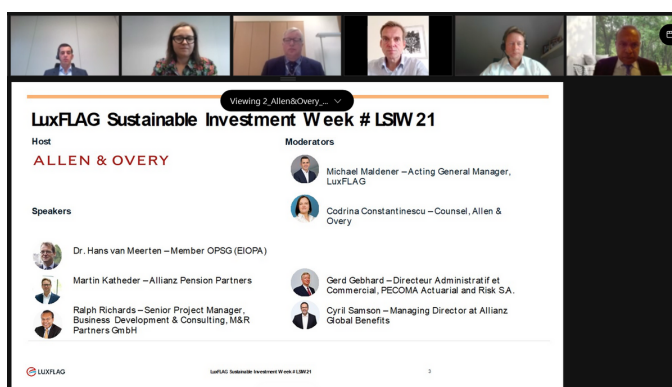 Viewing 2_Allen&Overy_...
LuxFLAG Sustainable Investment Week # LSIW 21
Host
ALLEN & OVERY
Moderators
Michael Maldener – Acting General Manager,
LuxFLAG
Codrina Constantinescu – Counsel, Allen &
Overy
Speakers
Dr. Hans van Meerten – Member OPSG (EIOPA)
Martin Katheder – Allianz Pension Partners
Gerd Gebhard – Directeur Administratif et
Commercial, PECOMA Actuarial and Risk S.A.
Ralph Richards – Senior Project Manager,
Business Development & Consulting, M&R
Partners GmbH
Cyril Samson – Managing Director at Allianz
Global Benefits
LUXFLAG
LuxFLAG Sustainable Investment Week # LSIW 21
3